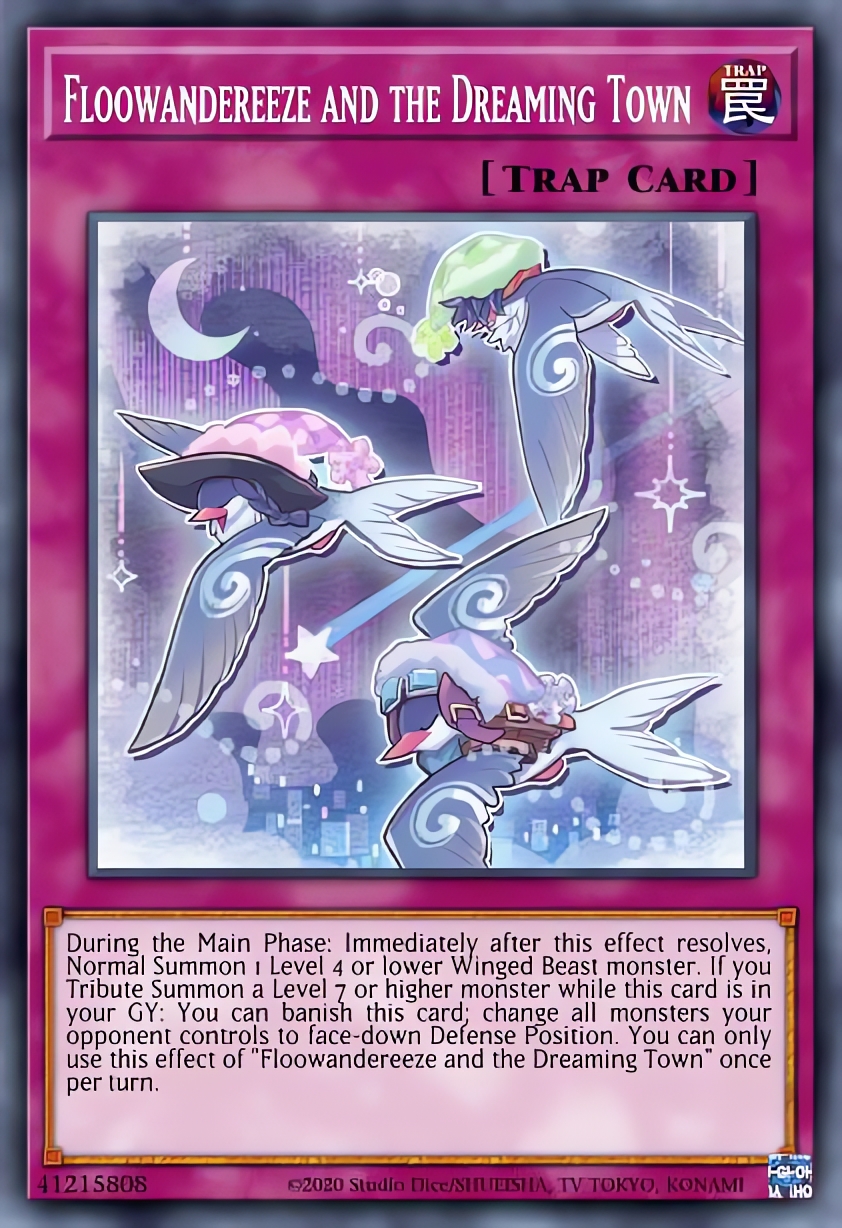 Floowandereeze and the Dreaming Town
TRAP
罠
[Trap Card]
During the Main Phase: Immediately after this effect resolves,
Normal Summon 1 Level 4 or lower Winged Beast monster. If you
Tribute Summon a Level 7 or higher monster while this card is in
your GY: You can banish this card; change all monsters your
opponent controls to face-down Defense Position. You can only
use this effect of "Floowandereeze and the Dreaming Town" once
per turn.
41215808 ©2020 Studio Dice/SHUEISHA, TV TOKYO, KONAMI